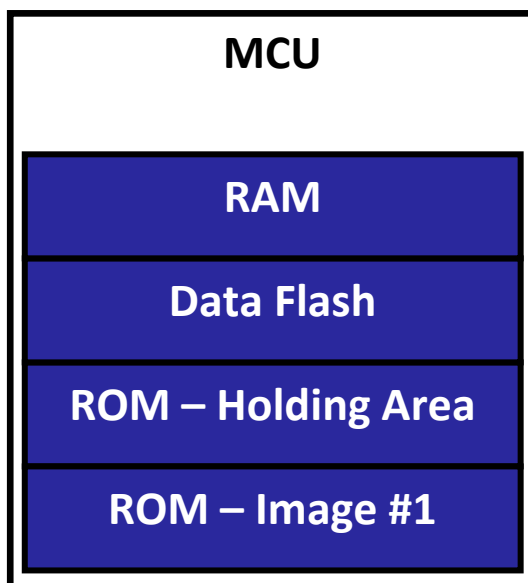 MCU
RAM
Data Flash
ROM – Holding Area
ROM – Image #1